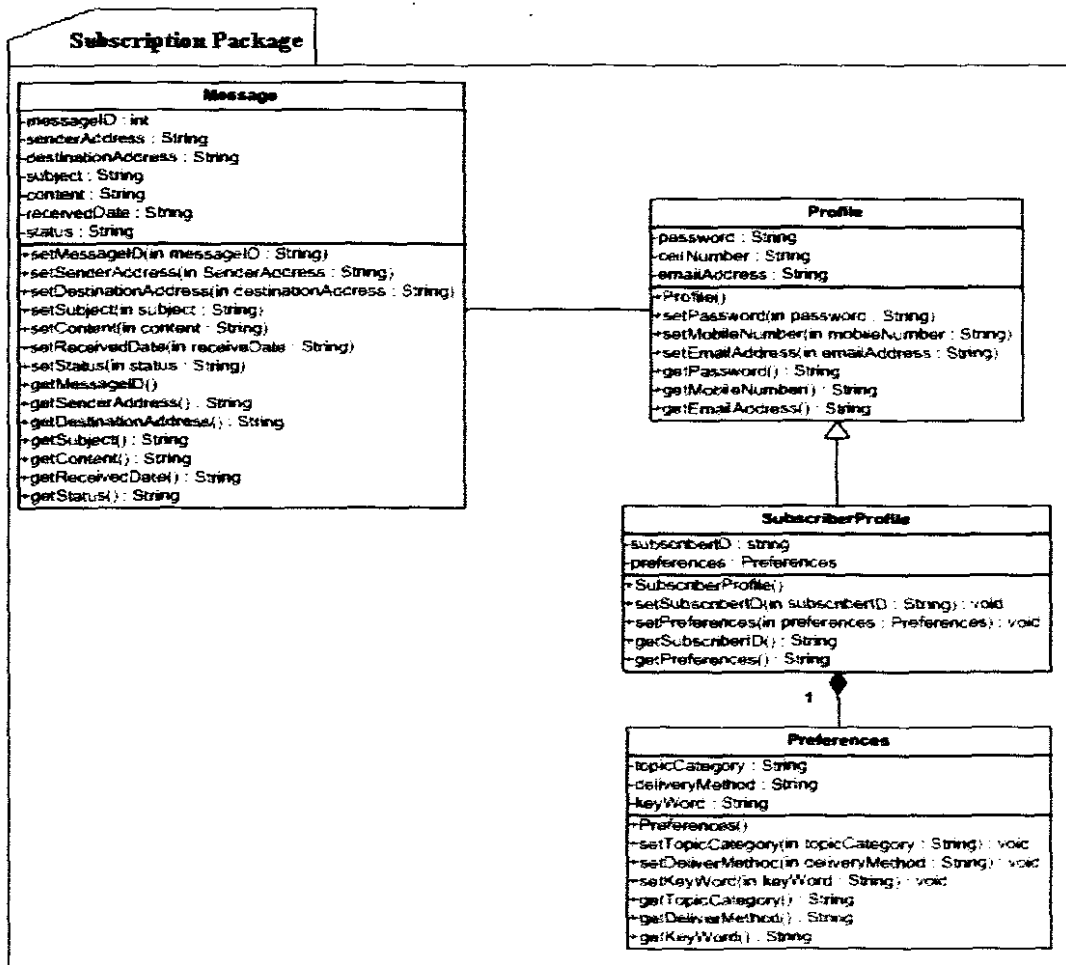 Subscription Package
Message
-messageID : int
-senderAddress : String
-destinationAddress : String
-subject : String
-content : String
-receivedDate : String
-status : String
+setMessageID(in messageID : String)
+setSenderAddress(in SenderAddress : String)
+setDestinationAddress(in destinationAddress : String)
+setSubject(in subject : String)
+setContent(in content : String)
+setReceivedDate(in receiveDate : String)
+setStatus(in status : String)
+getMessageID()
+getSenderAddress() : String
+getDestinationAddress() : String
+getSubject() : String
+getContent() : String
+getReceivedDate() : String
+getStatus() : String
Profile
-password : String
-cellNumber : String
-emailAddress : String
+Profile()
+setPassword(in password : String)
+setMobileNumber(in mobileNumber : String)
+setEmailAddress(in emailAddress : String)
+getPassword() : String
+getMobileNumber() : String
+getEmailAddress() : String
SubscriberProfile
-subscriberID : string
-preferences : Preferences
+SubscriberProfile()
+setSubscriberID(in subscriberID : String) : void
+setPreferences(in preferences : Preferences) : void
+getSubscriberID() : String
+getPreferences() : String
1
Preferences
-topicCategory : String
-deliveryMethod : String
-keyWord : String
+Preferences()
+setTopicCategory(in topicCategory : String) : void
+setDeliverMethod(in deliveryMethod : String) : void
+setKeyWord(in keyWord : String) : void
+getTopicCategory() : String
+getDeliverMethod() : String
+getKeyWord() : String